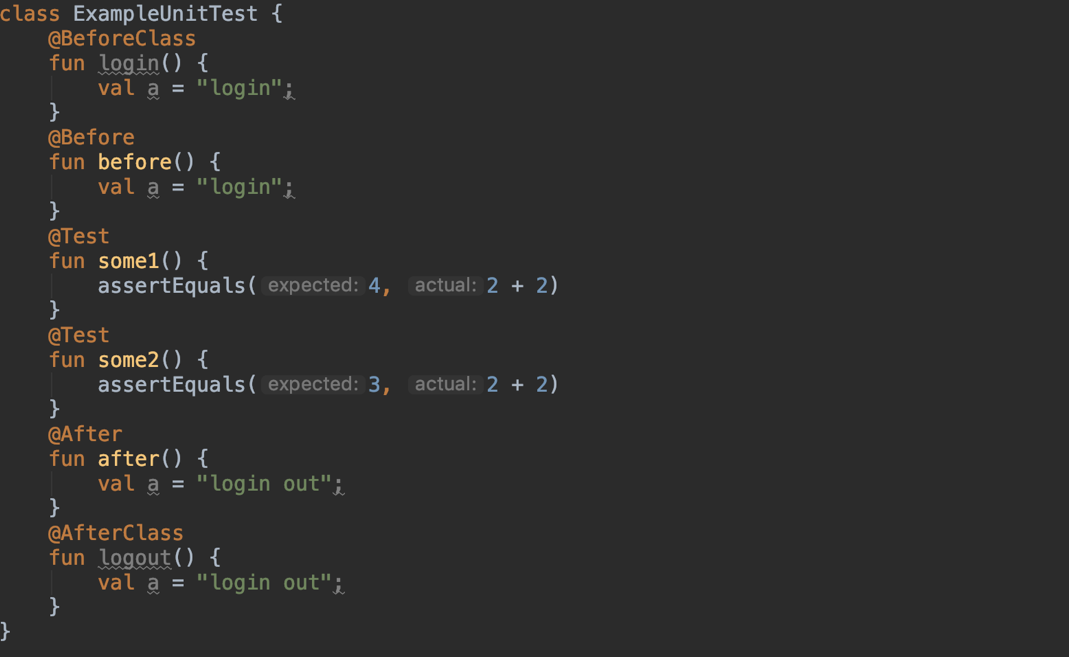 class ExampleUnitTest {
    @BeforeClass
    fun login() {
        val a = "login";
    }
    @Before
    fun before() {
        val a = "login";
    }
    @Test
    fun some1() {
        assertEquals( expected: 4, actual: 2 + 2)
    }
    @Test
    fun some2() {
        assertEquals( expected: 3, actual: 2 + 2)
    }
    @After
    fun after() {
        val a = "login out";
    }
    @AfterClass
    fun logout() {
        val a = "login out";
    }
}